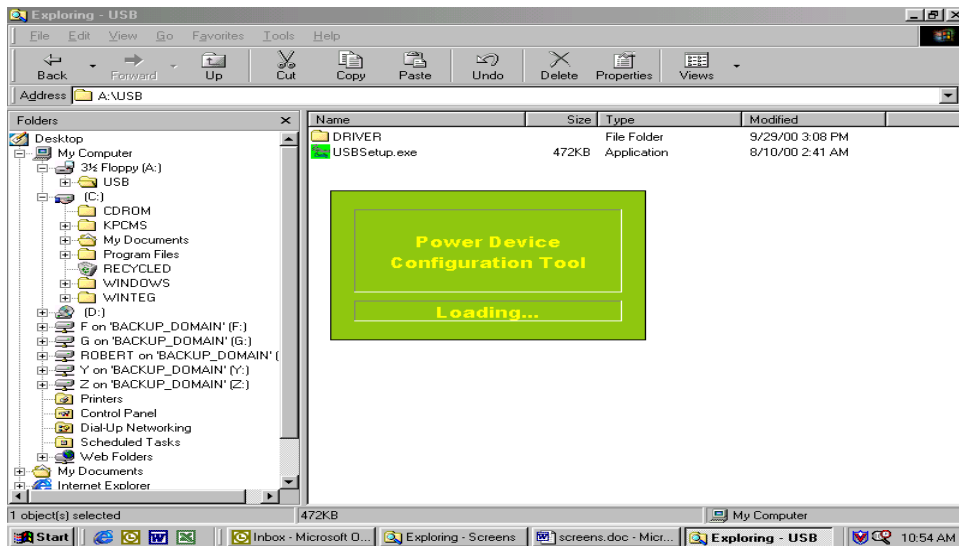 Exploring - USB
File Edit View Go Favorites Tools Help
Back Forward Up Cut Copy Paste Undo Delete Properties Views
Address A:\USB
Folders
Name Size Type Modified
DRIVER File Folder 9/29/00 3:08 PM
USBSetup.exe 472KB Application 8/10/00 2:41 AM
Desktop
My Computer
3½ Floppy (A:)
USB
(C:)
CDROM
KPCMS
My Documents
Program Files
RECYCLED
WINDOWS
WINTEG
(D:)
F on 'BACKUP_DOMAIN' (F:)
G on 'BACKUP_DOMAIN' (G:)
ROBERT on 'BACKUP_DOMAIN' (
Y on 'BACKUP_DOMAIN' (Y:)
Z on 'BACKUP_DOMAIN' (Z:)
Printers
Control Panel
Dial-Up Networking
Scheduled Tasks
Web Folders
My Documents
Internet Explorer
Power Device
Configuration Tool
Loading...
1 object(s) selected 472KB My Computer
Start Inbox - Microsoft O... Exploring - Screens screens.doc - Micr... Exploring - USB 10:54 AM